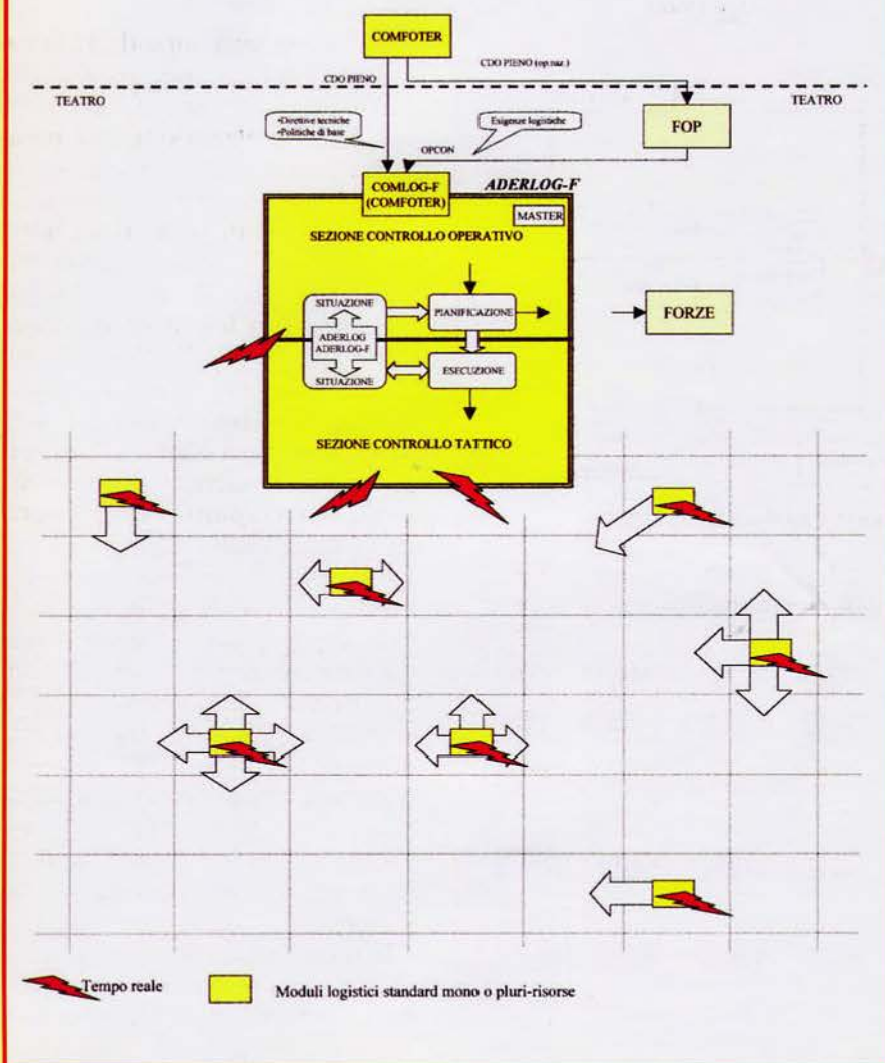 COMFOTER
CDO PIENO
CDO PIENO (op.naz.)
TEATRO
TEATRO
•Direttive tecniche
•Politiche di base
Esigenze logistiche
FOP
OPCON
COMLOG-F
(COMFOTER)
ADERLOG-F
MASTER
SEZIONE CONTROLLO OPERATIVO
SITUAZIONE
PIANIFICAZIONE
FORZE
ADERLOG
ADERLOG-F
SITUAZIONE
ESECUZIONE
SEZIONE CONTROLLO TATTICO
Tempo reale
Moduli logistici standard mono o pluri-risorse